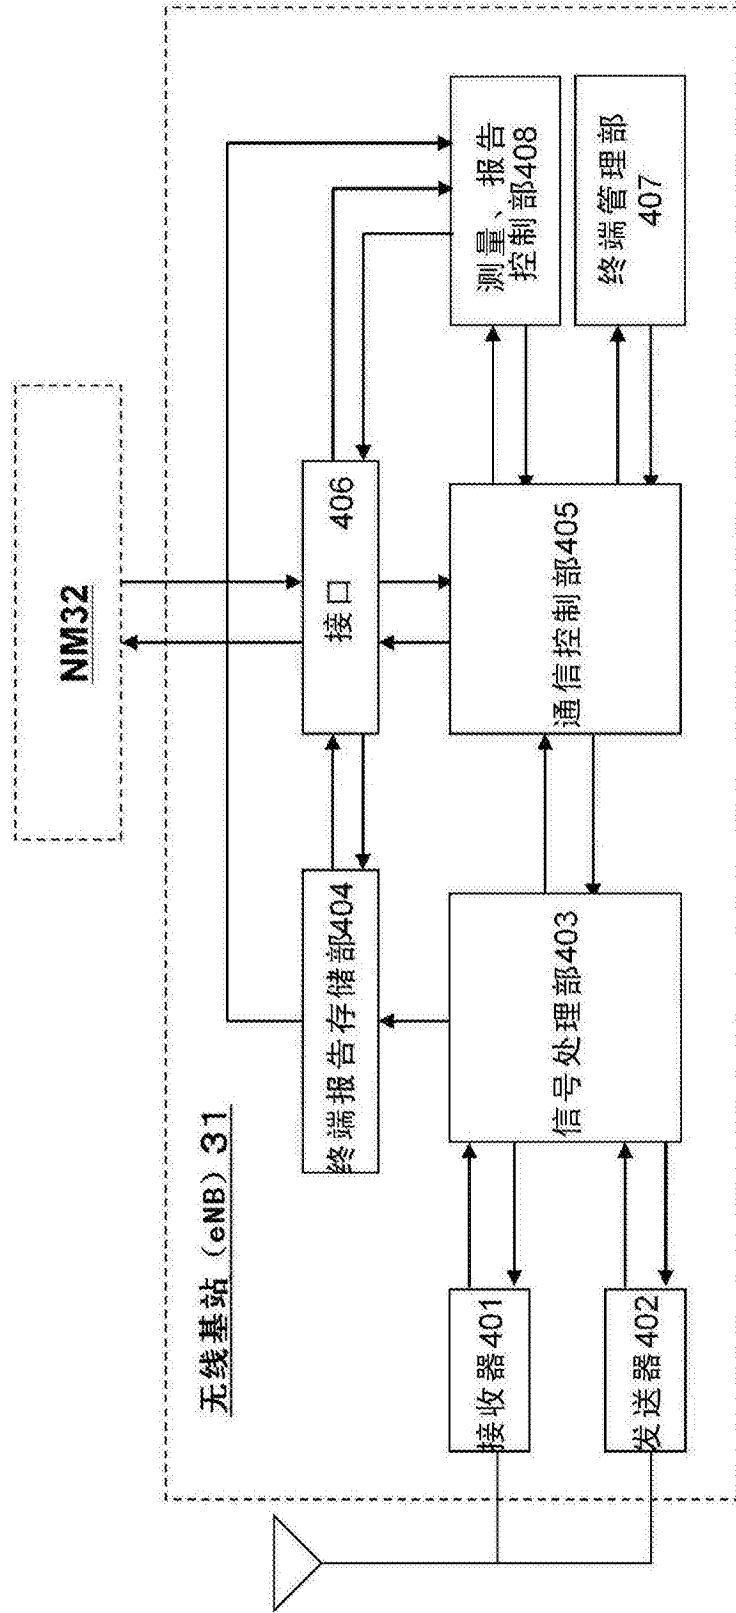 NM32
无线基站（eNB）31
终端报告存储部404
接口
406
测量、报告
控制部408
接收器401
信号处理部403
通信控制部405
终端管理部
407
发送器402